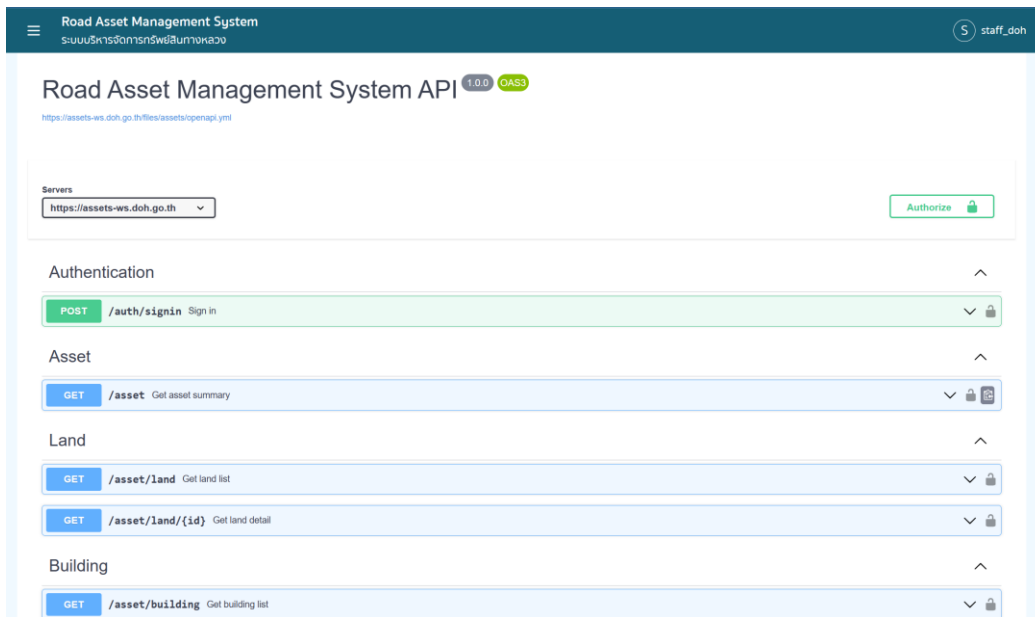 Road Asset Management System
ระบบบริหารจัดการทรัพย์สินทางหลวง
S staff_doh
Road Asset Management System API 1.0.0 OAS3
https://assets-ws.doh.go.th/files/assets/openapi.yml
Servers
https://assets-ws.doh.go.th
Authorize
Authentication
POST /auth/signin Sign in
Asset
GET /asset Get asset summary
Land
GET /asset/land Get land list
GET /asset/land/{id} Get land detail
Building
GET /asset/building Get building list